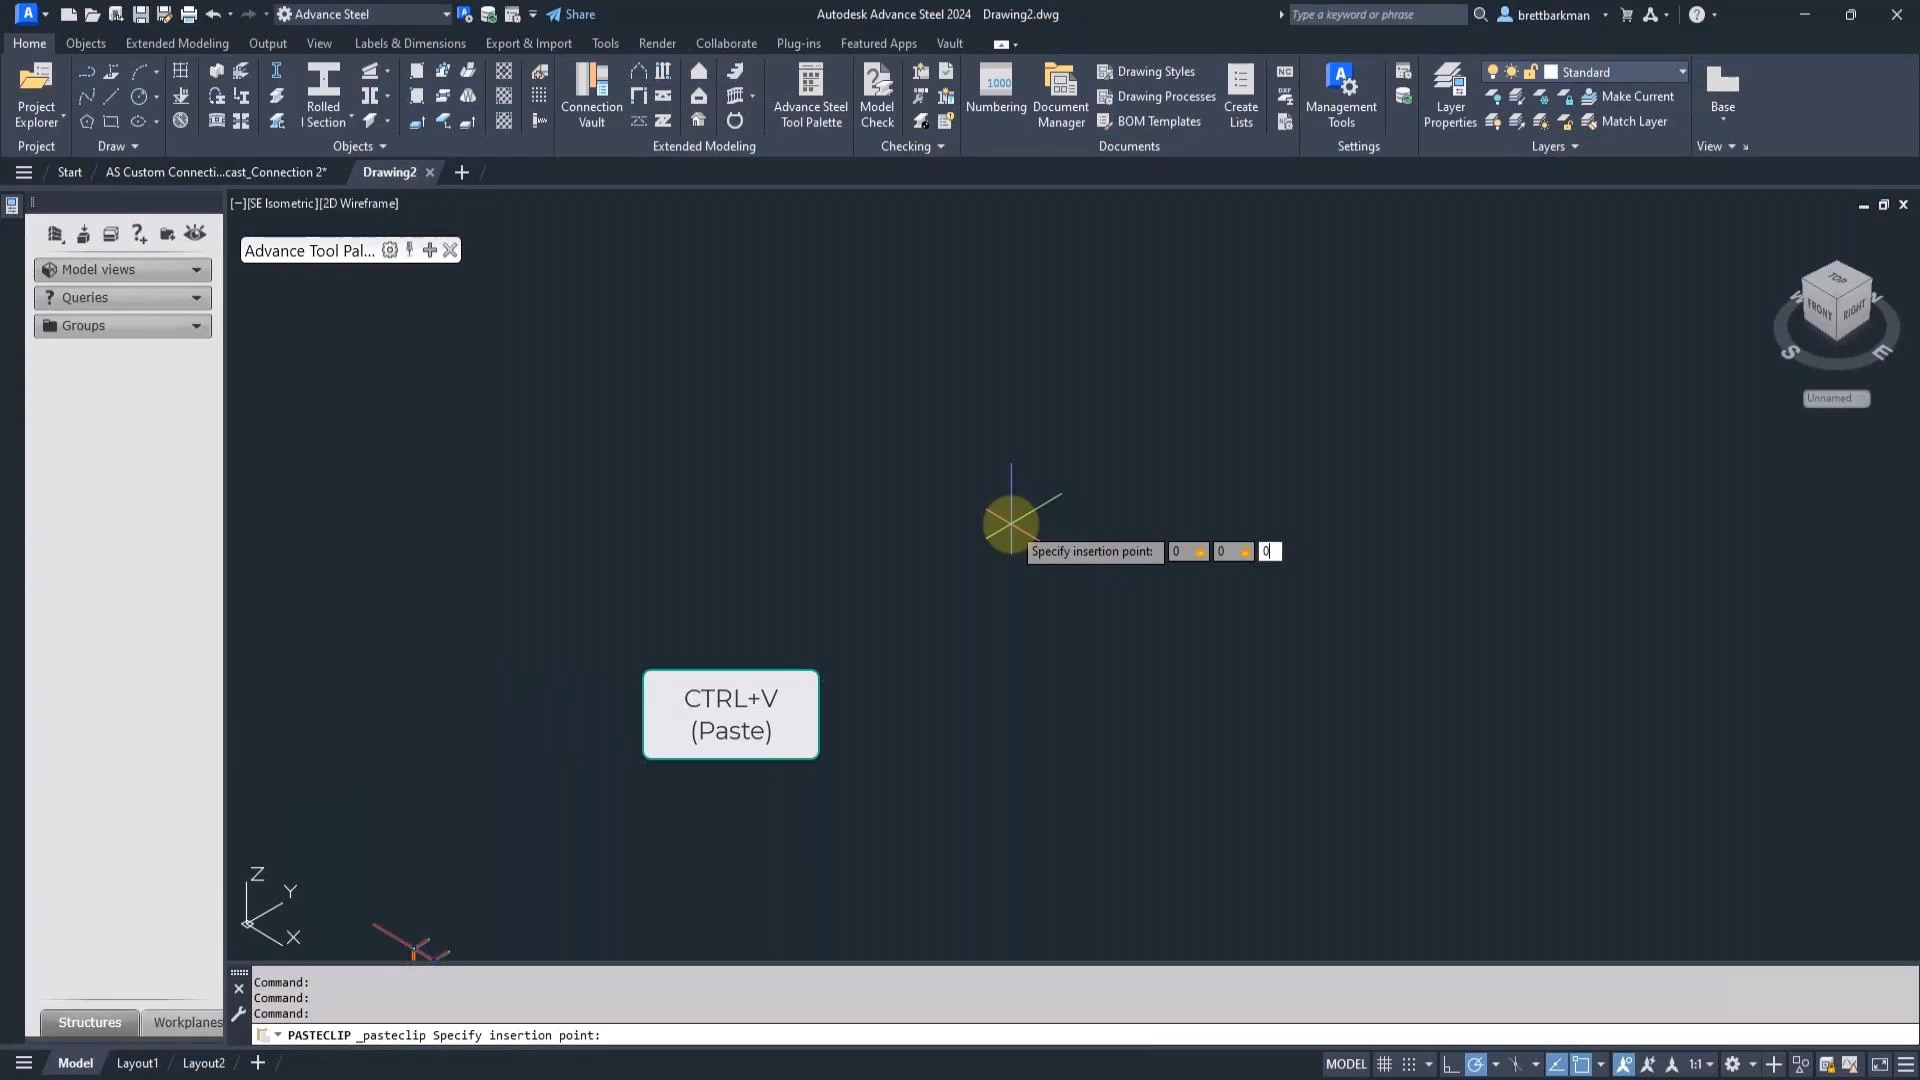 Advance Steel
Share
Autodesk Advance Steel 2024 Drawing2.dwg
Type a keyword or phrase
brettbarkman
Home Objects Extended Modeling Output View Labels & Dimensions Export & Import Tools Render Collaborate Plug-ins Featured Apps Vault
Project
Explorer
Project
Draw
Rolled
I Section
Objects
Connection
Vault
Extended Modeling
Advance Steel
Tool Palette
Model
Check
Checking
1000
Numbering
Document
Manager
Drawing Styles
Drawing Processes
BOM Templates
Create
Lists
Documents
NC
DXF
Management
Tools
Settings
Layer
Properties
Standard
Make Current
Match Layer
Layers
Base
View
Start AS Custom Connecti...cast_Connection 2* Drawing2
[−][SE Isometric][2D Wireframe]
Advance Tool Pal...
Model views
Queries
Groups
TOP
FRONT
RIGHT
W
N
S
E
Unnamed
Specify insertion point: 0 0 0
CTRL+V
(Paste)
Z
Y
X
Command:
Command:
Command:
PASTECLIP _pasteclip Specify insertion point:
Structures Workplanes
Model Layout1 Layout2
MODEL
1:1